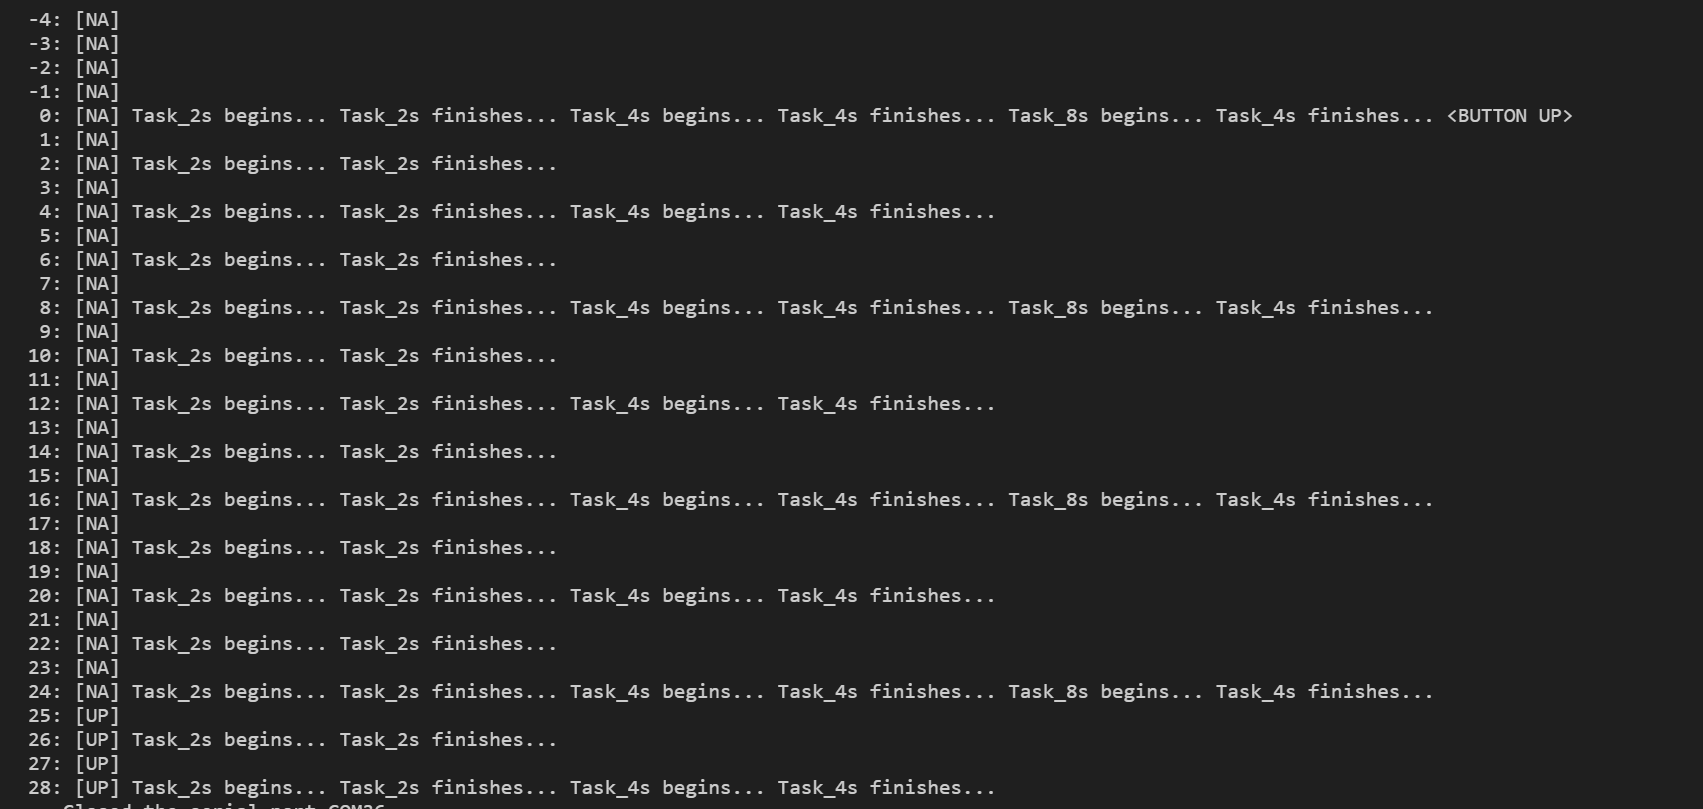 -4: [NA]
-3: [NA]
-2: [NA]
-1: [NA]
0: [NA] Task_2s begins... Task_2s finishes... Task_4s begins... Task_4s finishes... Task_8s begins... Task_4s finishes... <BUTTON UP>
1: [NA]
2: [NA] Task_2s begins... Task_2s finishes...
3: [NA]
4: [NA] Task_2s begins... Task_2s finishes... Task_4s begins... Task_4s finishes...
5: [NA]
6: [NA] Task_2s begins... Task_2s finishes...
7: [NA]
8: [NA] Task_2s begins... Task_2s finishes... Task_4s begins... Task_4s finishes... Task_8s begins... Task_4s finishes...
9: [NA]
10: [NA] Task_2s begins... Task_2s finishes...
11: [NA]
12: [NA] Task_2s begins... Task_2s finishes... Task_4s begins... Task_4s finishes...
13: [NA]
14: [NA] Task_2s begins... Task_2s finishes...
15: [NA]
16: [NA] Task_2s begins... Task_2s finishes... Task_4s begins... Task_4s finishes... Task_8s begins... Task_4s finishes...
17: [NA]
18: [NA] Task_2s begins... Task_2s finishes...
19: [NA]
20: [NA] Task_2s begins... Task_2s finishes... Task_4s begins... Task_4s finishes...
21: [NA]
22: [NA] Task_2s begins... Task_2s finishes...
23: [NA]
24: [NA] Task_2s begins... Task_2s finishes... Task_4s begins... Task_4s finishes... Task_8s begins... Task_4s finishes...
25: [UP]
26: [UP] Task_2s begins... Task_2s finishes...
27: [UP]
28: [UP] Task_2s begins... Task_2s finishes... Task_4s begins... Task_4s finishes...
Closed the serial port